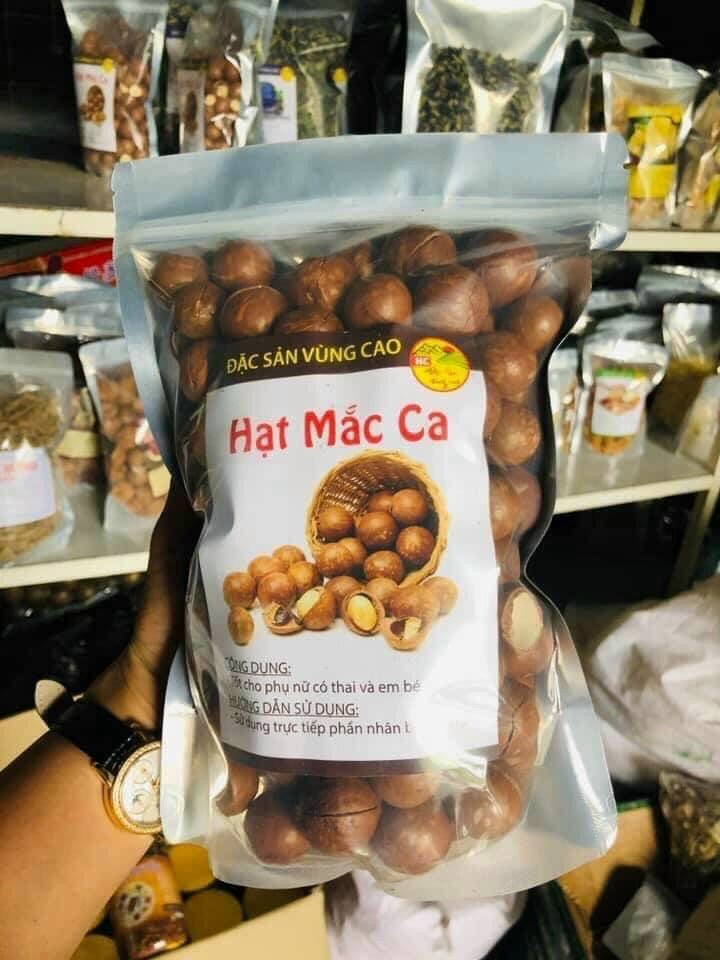 ĐẶC SẢN VÙNG CAO
HC
Hạt Mắc Ca
CÔNG DỤNG:
- Tốt cho phụ nữ có thai và em bé
HƯỚNG DẪN SỬ DỤNG:
- Sử dụng trực tiếp phần nhân